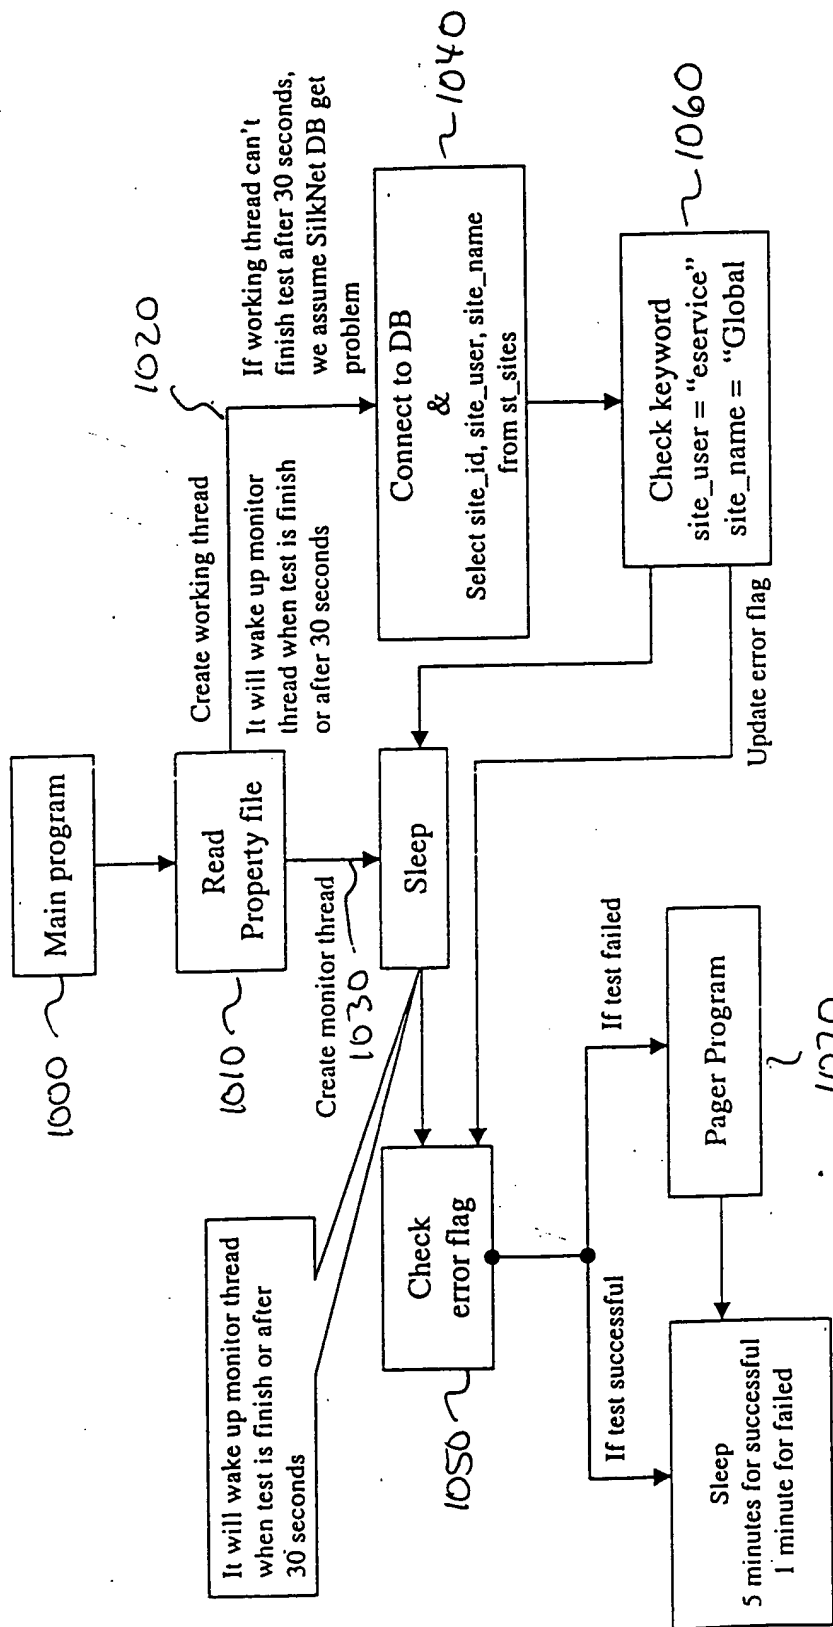 Main program
1000
Read
Property file
1010
Create working thread
1020
It will wake up monitor
thread when test is finish
or after 30 seconds
If working thread can't
finish test after 30 seconds,
we assume SilkNet DB get
problem
Create monitor thread
1030
Sleep
Connect to DB
&
Select site_id, site_user, site_name
from st_sites
1040
It will wake monitor thread
when test is finish or after
30 seconds
Check
error flag
1050
Check keyword
site_user = “eservice”
site_name = “Global
1060
Update error flag
If test successful
If test failed
Pager Program
Sleep
5 minutes for successful
1 minute for failed